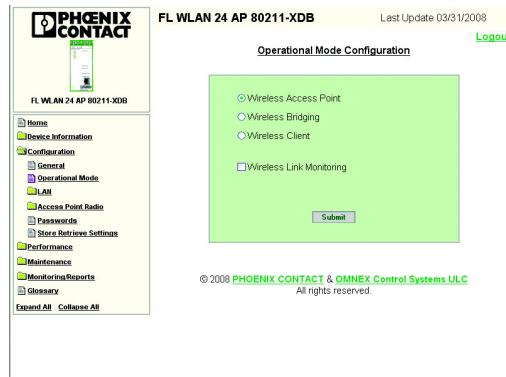 PHŒNIX
CONTACT
FL WLAN 24 AP 80211-XDB
Last Update 03/31/2008
Logou
FL WLAN 24 AP 80211-XDB
Home
Device Information
Configuration
General
Operational Mode
LAN
Access Point Radio
Passwords
Store Retrieve Settings
Performance
Maintenance
Monitoring/Reports
Glossary
Expand All Collapse All
Operational Mode Configuration
Wireless Access Point
Wireless Bridging
Wireless Client
Wireless Link Monitoring
Submit
© 2008 PHOENIX CONTACT & OMNEX Control Systems ULC
All rights reserved.